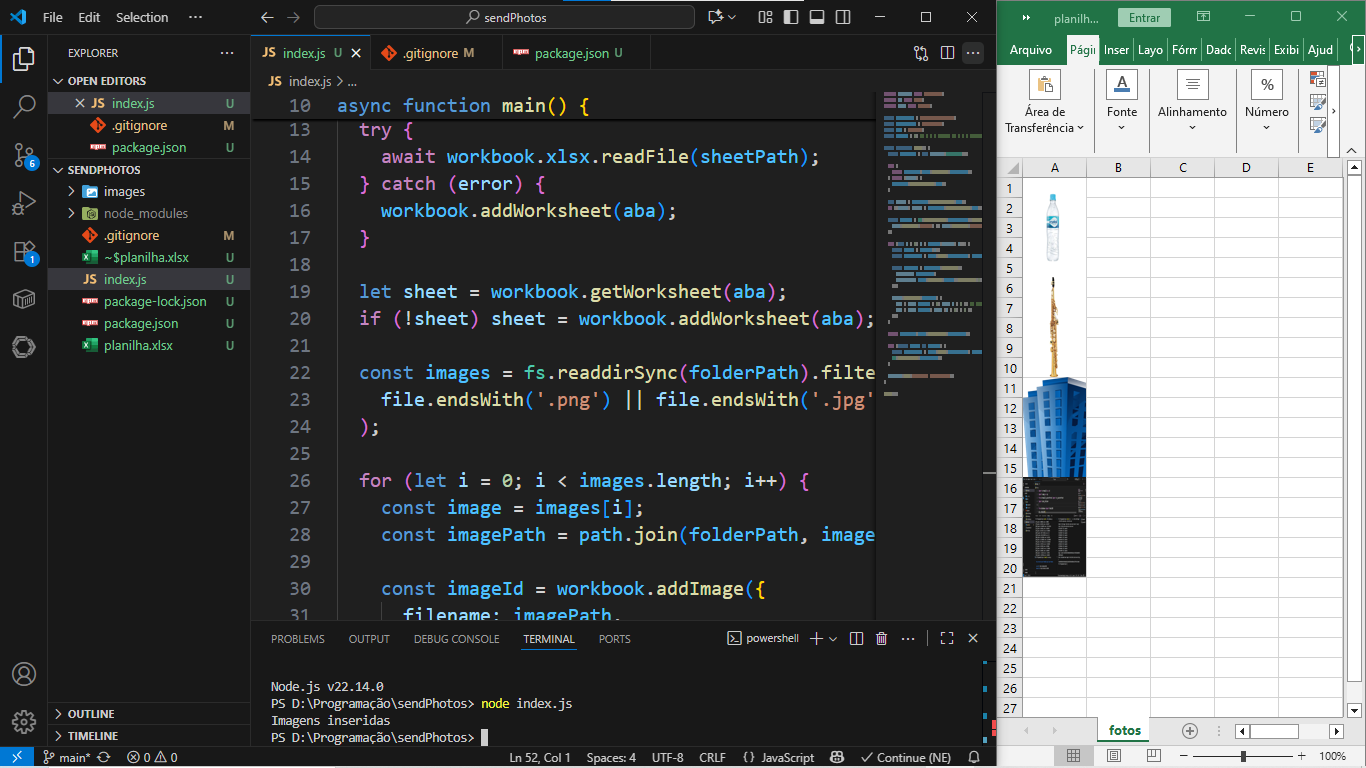 File Edit Selection ···
sendPhotos
EXPLORER
OPEN EDITORS
JS index.js U
.gitignore M
package.json U
SENDPHOTOS
images
node_modules
.gitignore M
~$planilha.xlsx U
JS index.js U
package-lock.json U
package.json U
planilha.xlsx U
OUTLINE
TIMELINE
6
1
JS index.js U
.gitignore M
package.json U
JS index.js > ...
10 async function main() {
13 try {
14 await workbook.xlsx.readFile(sheetPath);
15 } catch (error) {
16 workbook.addWorksheet(aba);
17 }
18
19 let sheet = workbook.getWorksheet(aba);
20 if (!sheet) sheet = workbook.addWorksheet(aba);
21
22 const images = fs.readdirSync(folderPath).filte
23 file.endsWith('.png') || file.endsWith('.jpg'
24 );
25
26 for (let i = 0; i < images.length; i++) {
27 const image = images[i];
28 const imagePath = path.join(folderPath, image
29
30 const imageId = workbook.addImage({
31 filename: imagePath,
PROBLEMS OUTPUT DEBUG CONSOLE TERMINAL PORTS
powershell
Node.js v22.14.0
PS D:\Programação\sendPhotos> node index.js
Imagens inseridas
PS D:\Programação\sendPhotos>
main* 0 0 Ln 52, Col 1 Spaces: 4 UTF-8 CRLF {} JavaScript Continue (NE)
planilh... Entrar
Arquivo Págii Inser Layo Fórm Dadc Revis Exibi Ajud
Área de Transferência
Fonte
Alinhamento
%
Número
A B C D E
1
2
3
4
5
6
7
8
9
10
11
12
13
14
15
16
17
18
19
20
21
22
23
24
25
26
27
fotos
100%